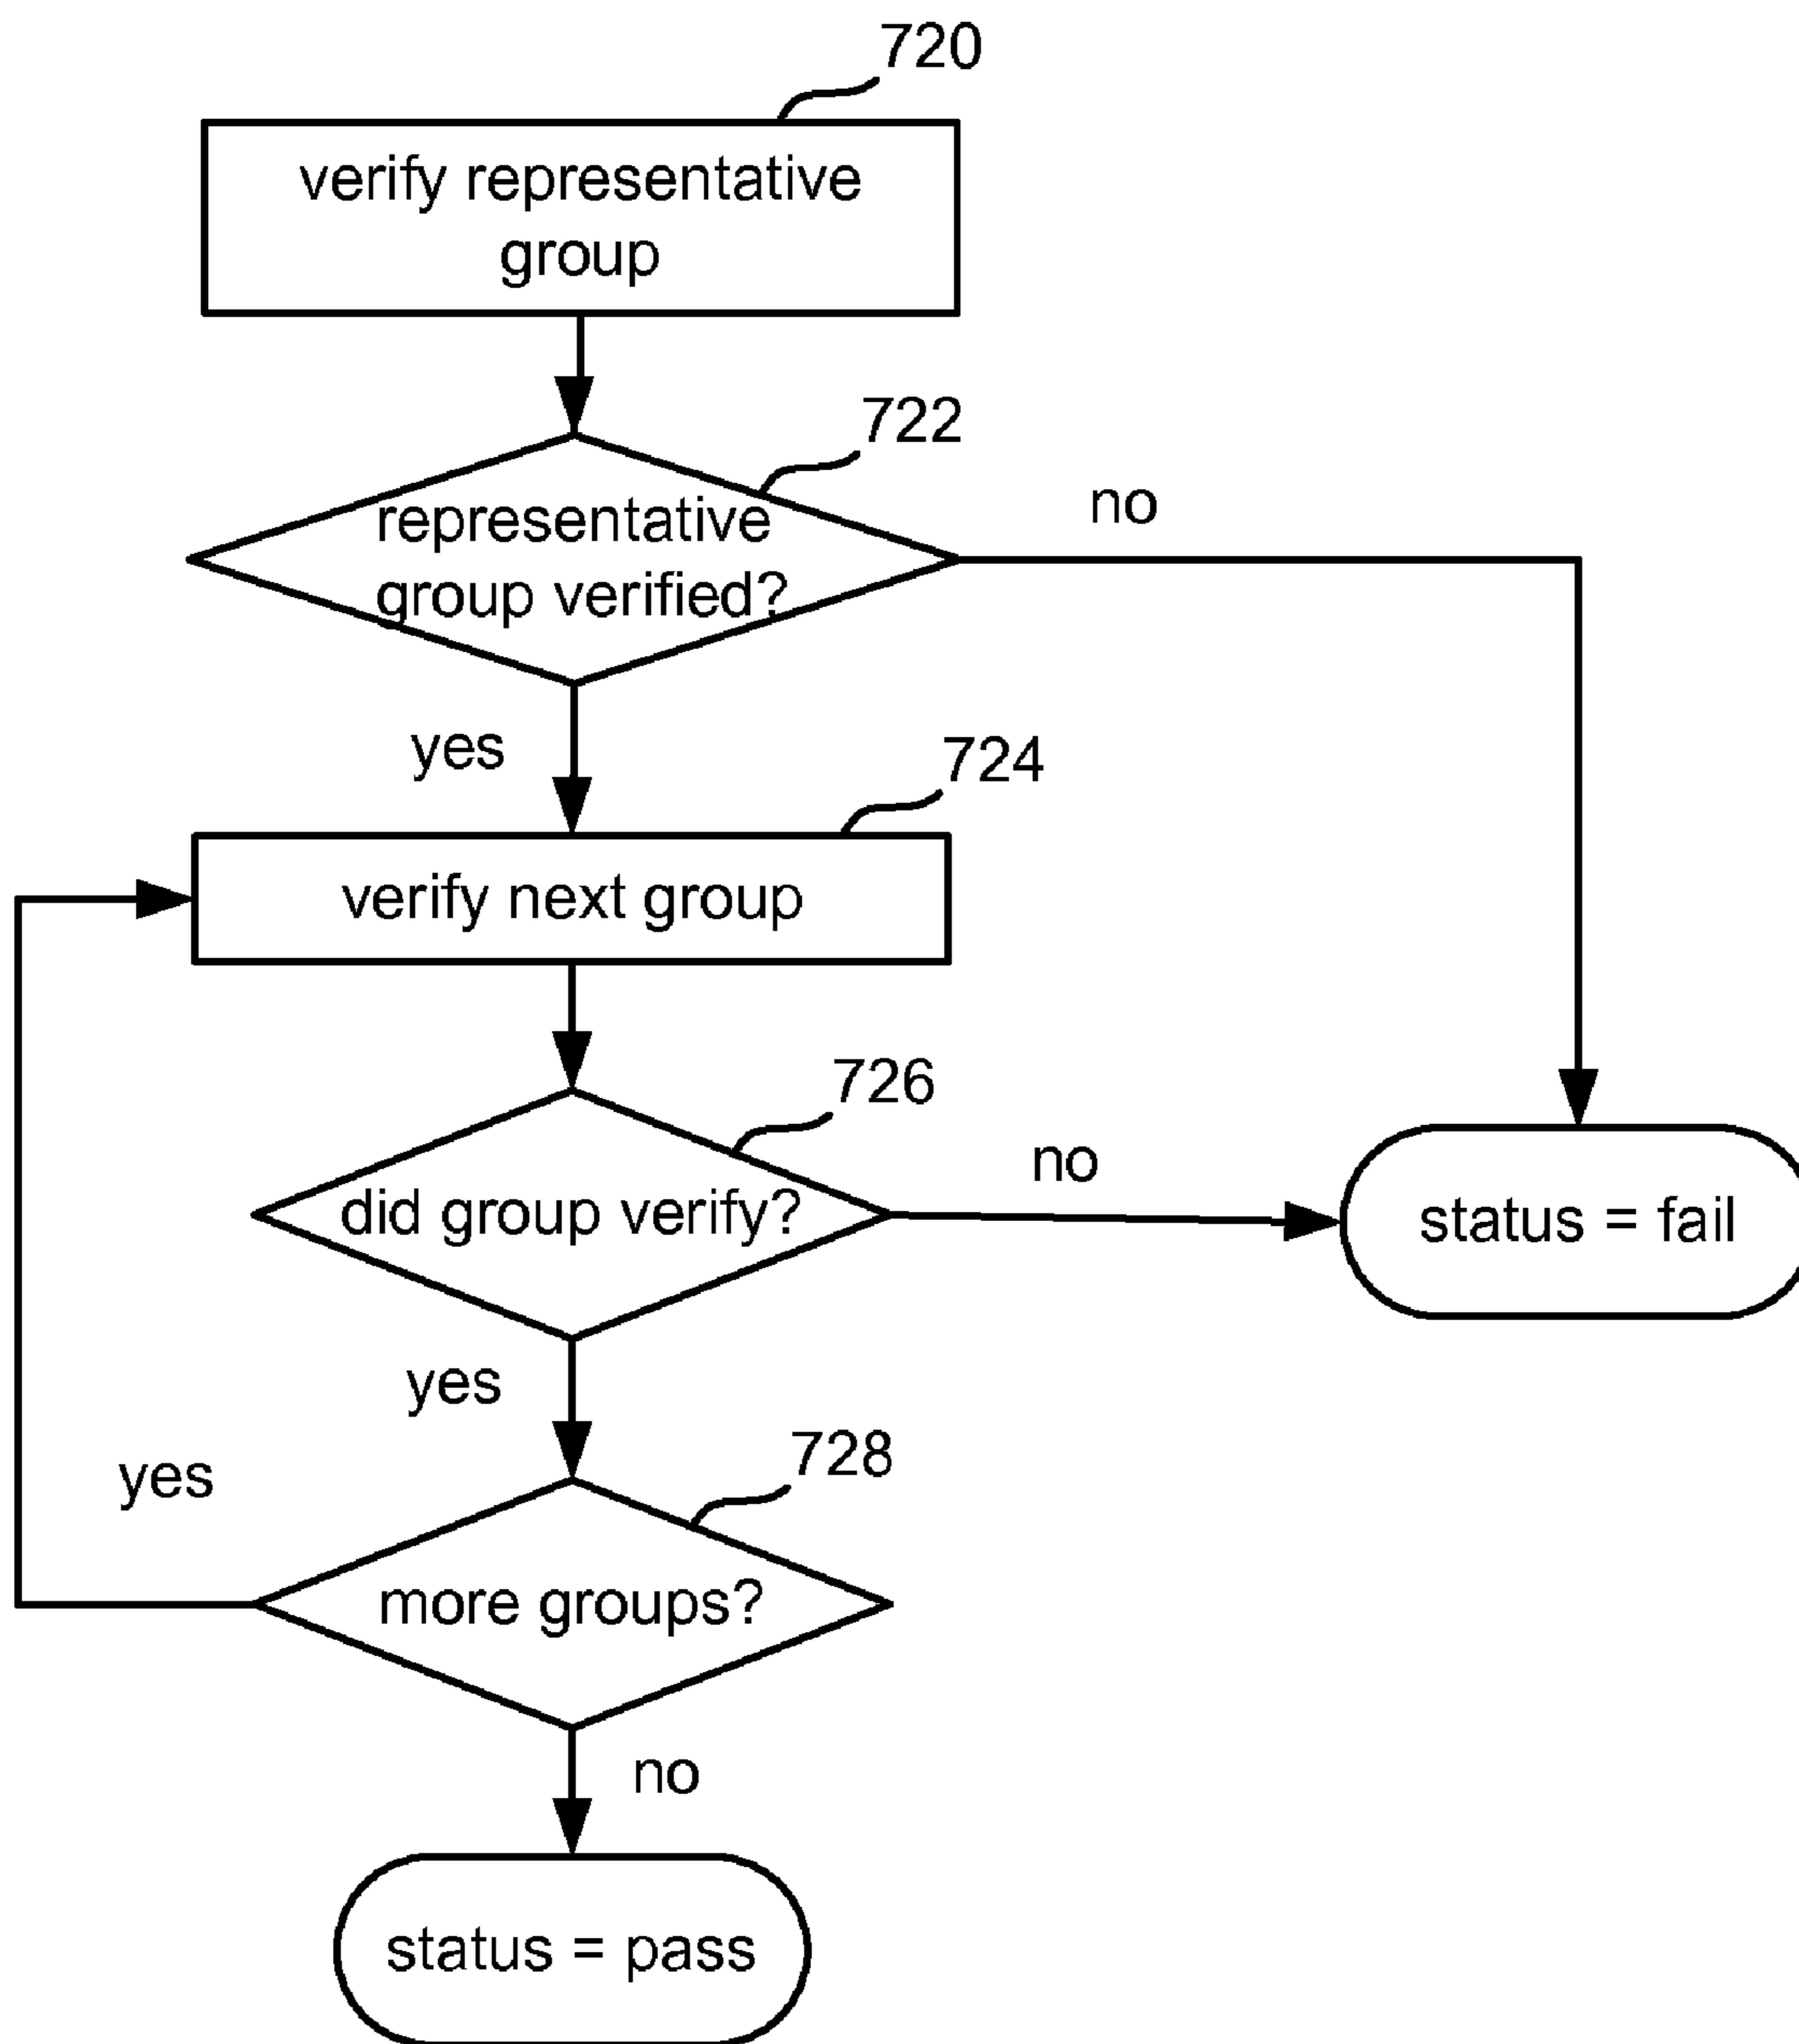 720
verify representative
group
722
representative
group verified?
no
yes
724
verify next group
726
did group verify?
no
status = fail
yes
728
yes
more groups?
no
status = pass